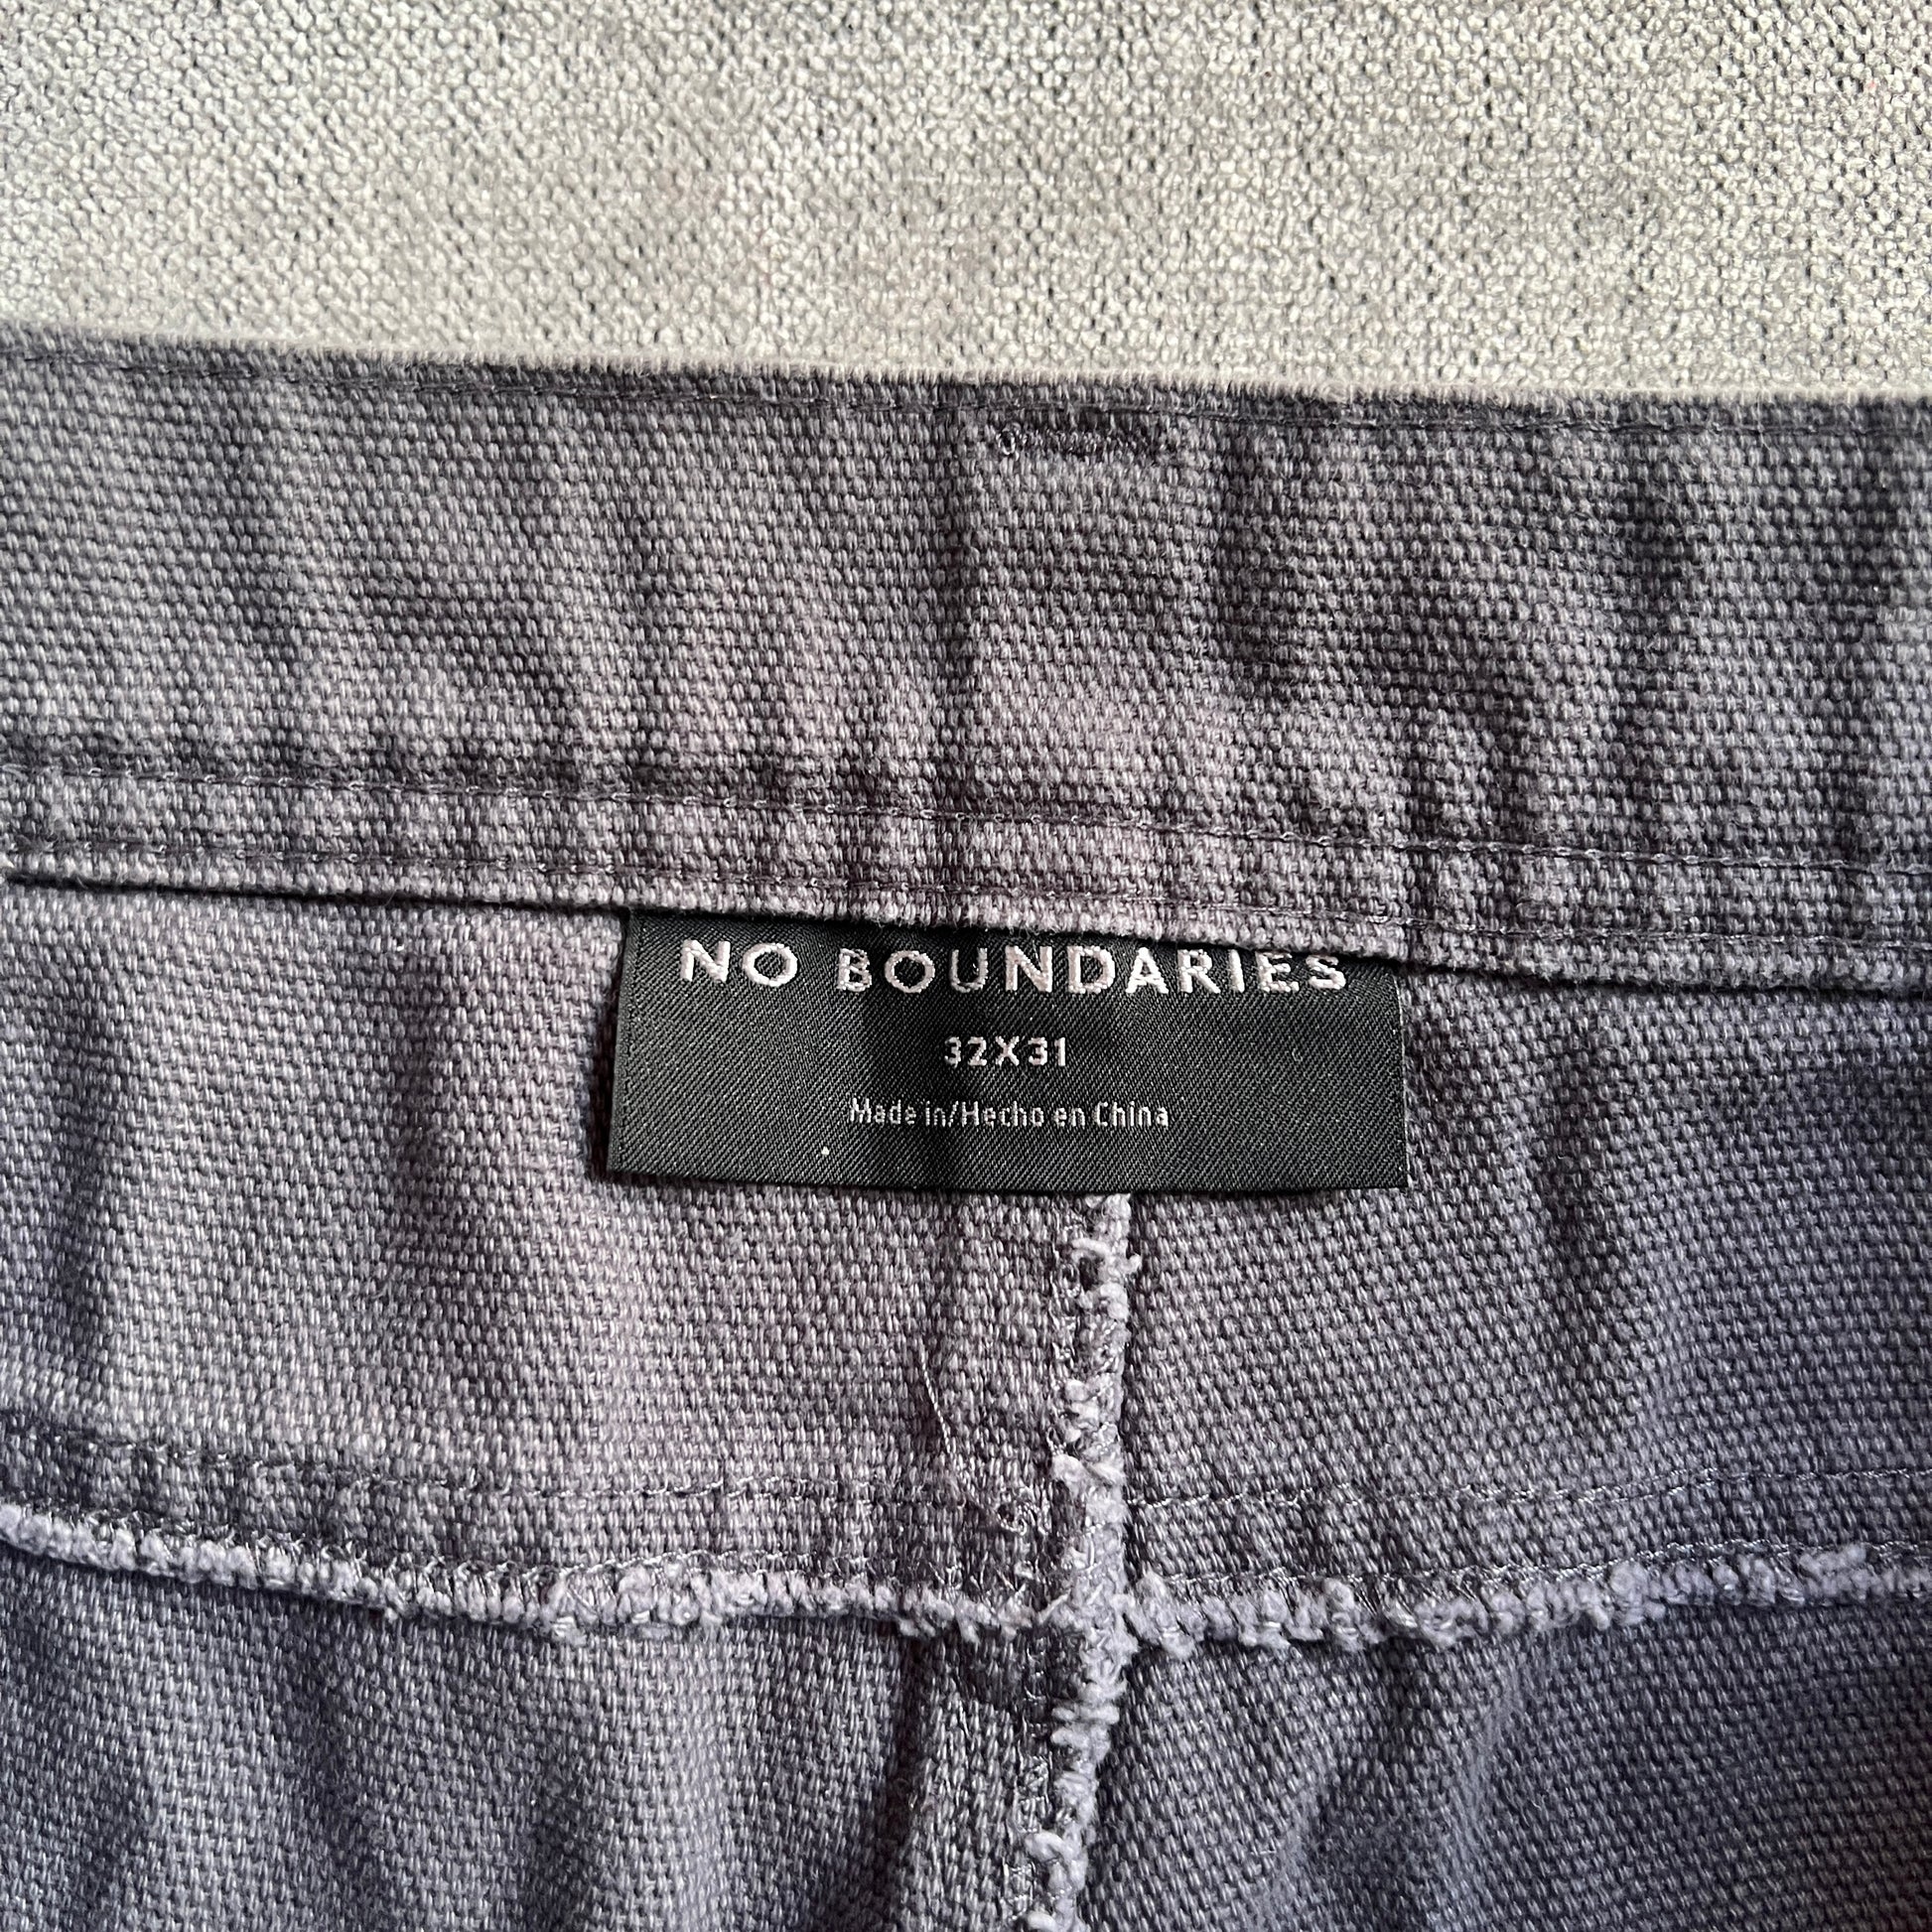 NO BOUNDARIES
32X31
Made in/Hecho en China